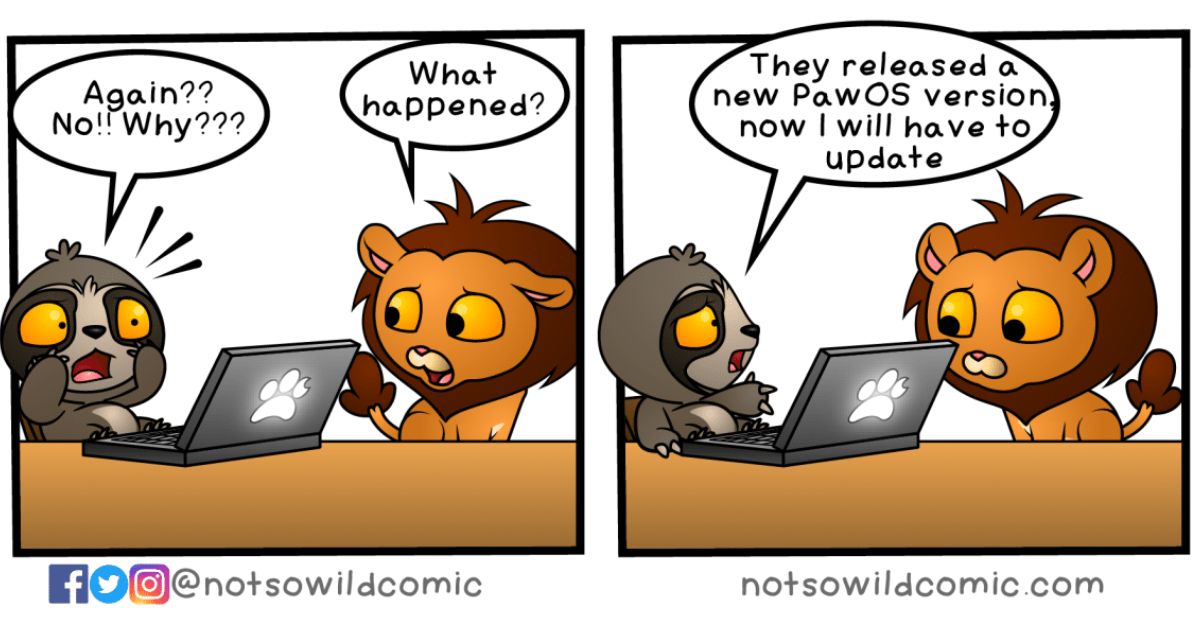 Again??
No!! Why???
What
happened?
They released a
new PawOS version,
now I will have to
update
@notsowildcomic
notsowildcomic.com